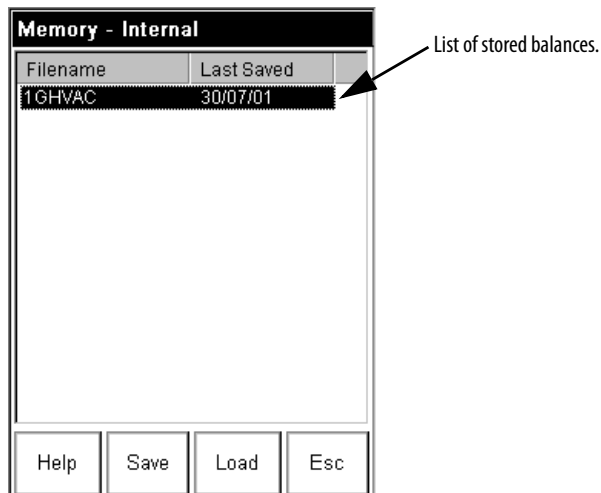 Memory - Internal
List of stored balances.
Filename Last Saved
1GHVAC 30/07/01
Help Save Load Esc